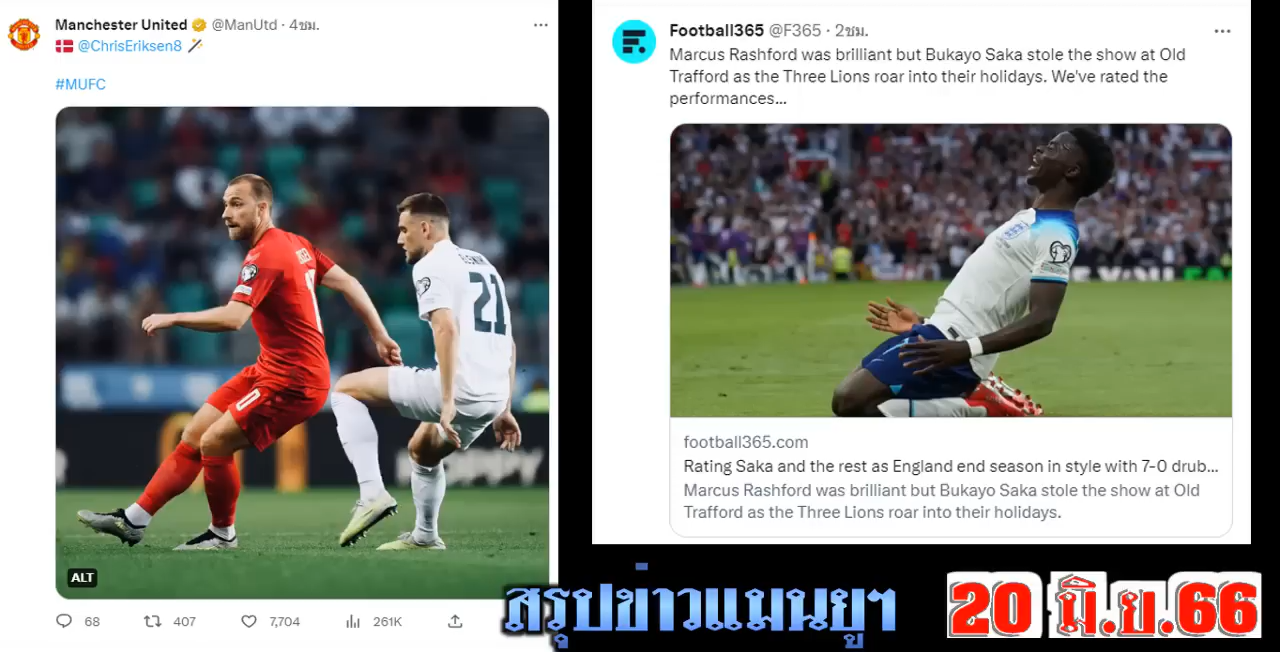 Manchester United @ManUtd · 4ชม.
@ChrisEriksen8
#MUFC
21
10
ALT
68 407 7,704 261K
Football365 @F365 · 2ชม.
Marcus Rashford was brilliant but Bukayo Saka stole the show at Old
Trafford as the Three Lions roar into their holidays. We've rated the
performances...
football365.com
Rating Saka and the rest as England end season in style with 7-0 drub...
Marcus Rashford was brilliant but Bukayo Saka stole the show at Old
Trafford as the Three Lions roar into their holidays.
สรุปข่าวแมนยูฯ 20 มิ.ย.66